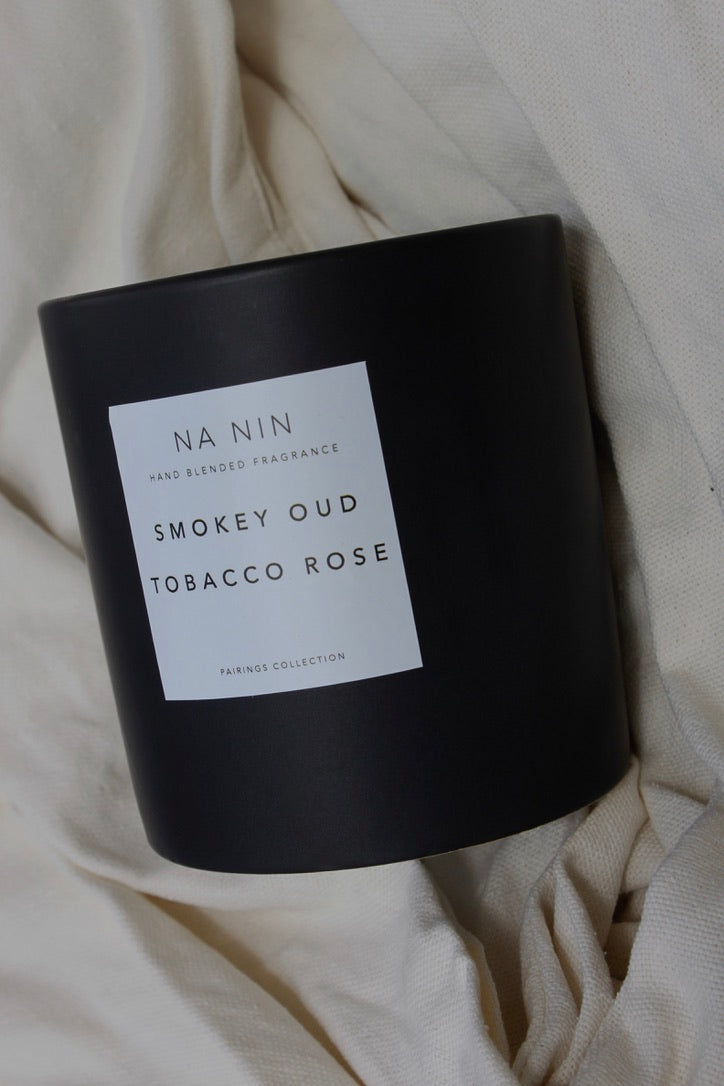 NA NIN
HAND BLENDED FRAGRANCE
SMOKEY OUD
TOBACCO ROSE
PAIRINGS COLLECTION